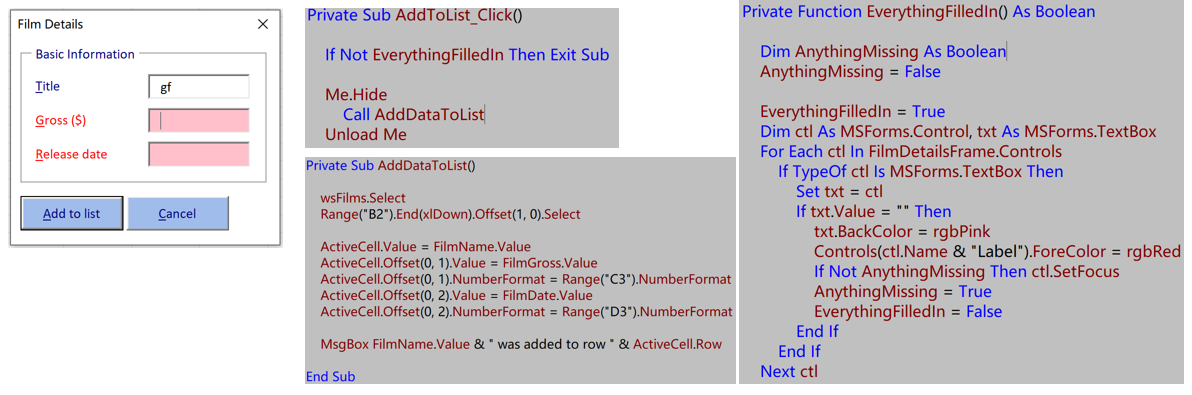 Film Details
Basic Information
Title
gf
Gross ($)
Release date
Add to list
Cancel
Private Sub AddToList_Click()
If Not EverythingFilledIn Then Exit Sub
Me.Hide
Call AddDataToList
Unload Me
Private Sub AddDataToList()
wsFilms.Select
Range("B2").End(xlDown).Offset(1, 0).Select
ActiveCell.Value = FilmName.Value
ActiveCell.Offset(0, 1).Value = FilmGross.Value
ActiveCell.Offset(0, 1).NumberFormat = Range("C3").NumberFormat
ActiveCell.Offset(0, 2).Value = FilmDate.Value
ActiveCell.Offset(0, 2).NumberFormat = Range("D3").NumberFormat
MsgBox FilmName.Value & " was added to row " & ActiveCell.Row
End Sub
Private Function EverythingFilledIn() As Boolean
Dim AnythingMissing As Boolean
AnythingMissing = False
EverythingFilledIn = True
Dim ctl As MSForms.Control, txt As MSForms.TextBox
For Each ctl In FilmDetailsFrame.Controls
If TypeOf ctl Is MSForms.TextBox Then
Set txt = ctl
If txt.Value = "" Then
txt.BackColor = rgbPink
Controls(ctl.Name & "Label").ForeColor = rgbRed
If Not AnythingMissing Then ctl.SetFocus
AnythingMissing = True
EverythingFilledIn = False
End If
End If
Next ctl